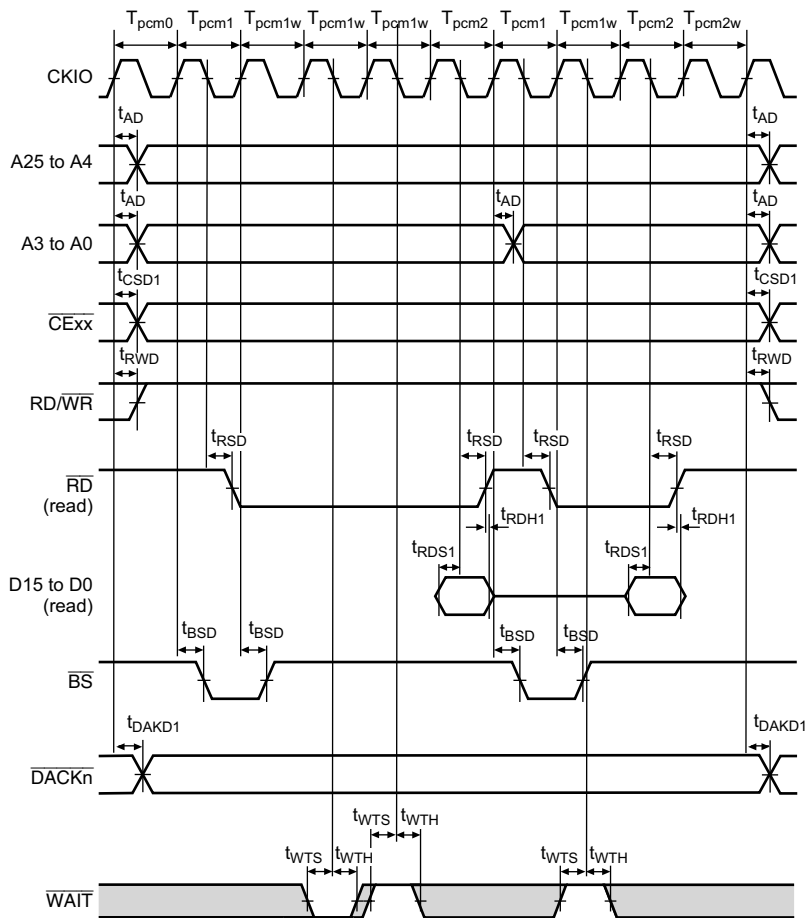 Tpcm0 Tpcm1 Tpcm1w Tpcm1w Tpcm1w Tpcm2 Tpcm1 Tpcm1w Tpcm2 Tpcm2w
CKIO
tAD tAD
A25 to A4
tAD tAD tAD
A3 to A0
tCSD1 tCSD1
CExx
tRWD tRWD
RD/WR
tRSD tRSD tRSD tRSD
RD
(read)
tRDH1 tRDH1
tRDS1 tRDS1
D15 to D0
(read)
tBSD tBSD tBSD tBSD
BS
tDAKD1 tDAKD1
DACKn
tWTS tWTH
tWTS tWTH tWTS tWTH
WAIT